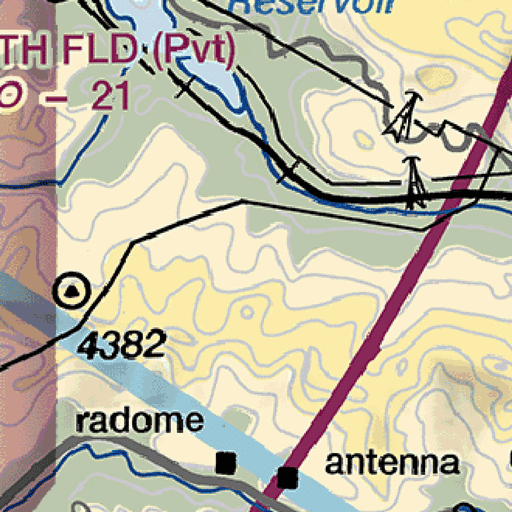 Reservoir
TH FLD (Pvt)
O – 21
4382
radome
antenna